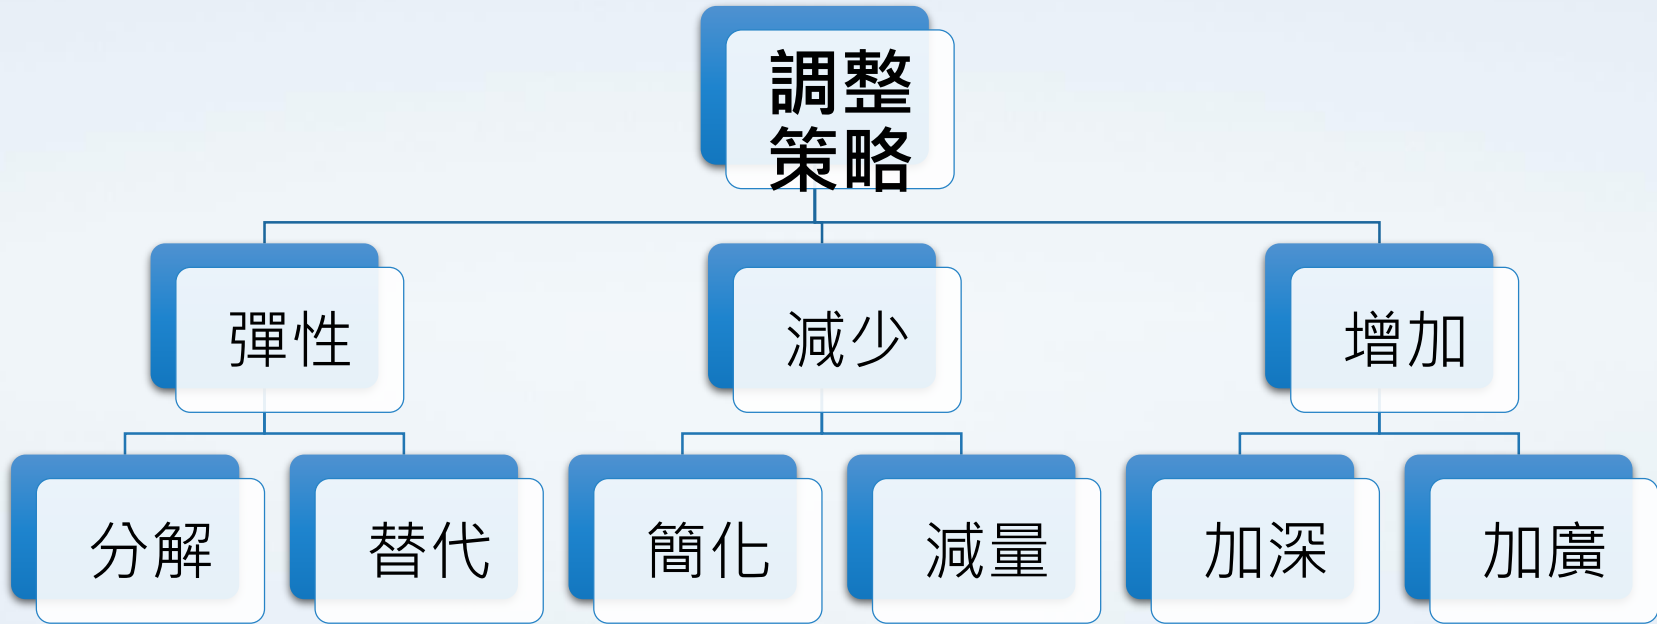 調整
策略
彈性
減少
增加
分解
替代
簡化
減量
加深
加廣